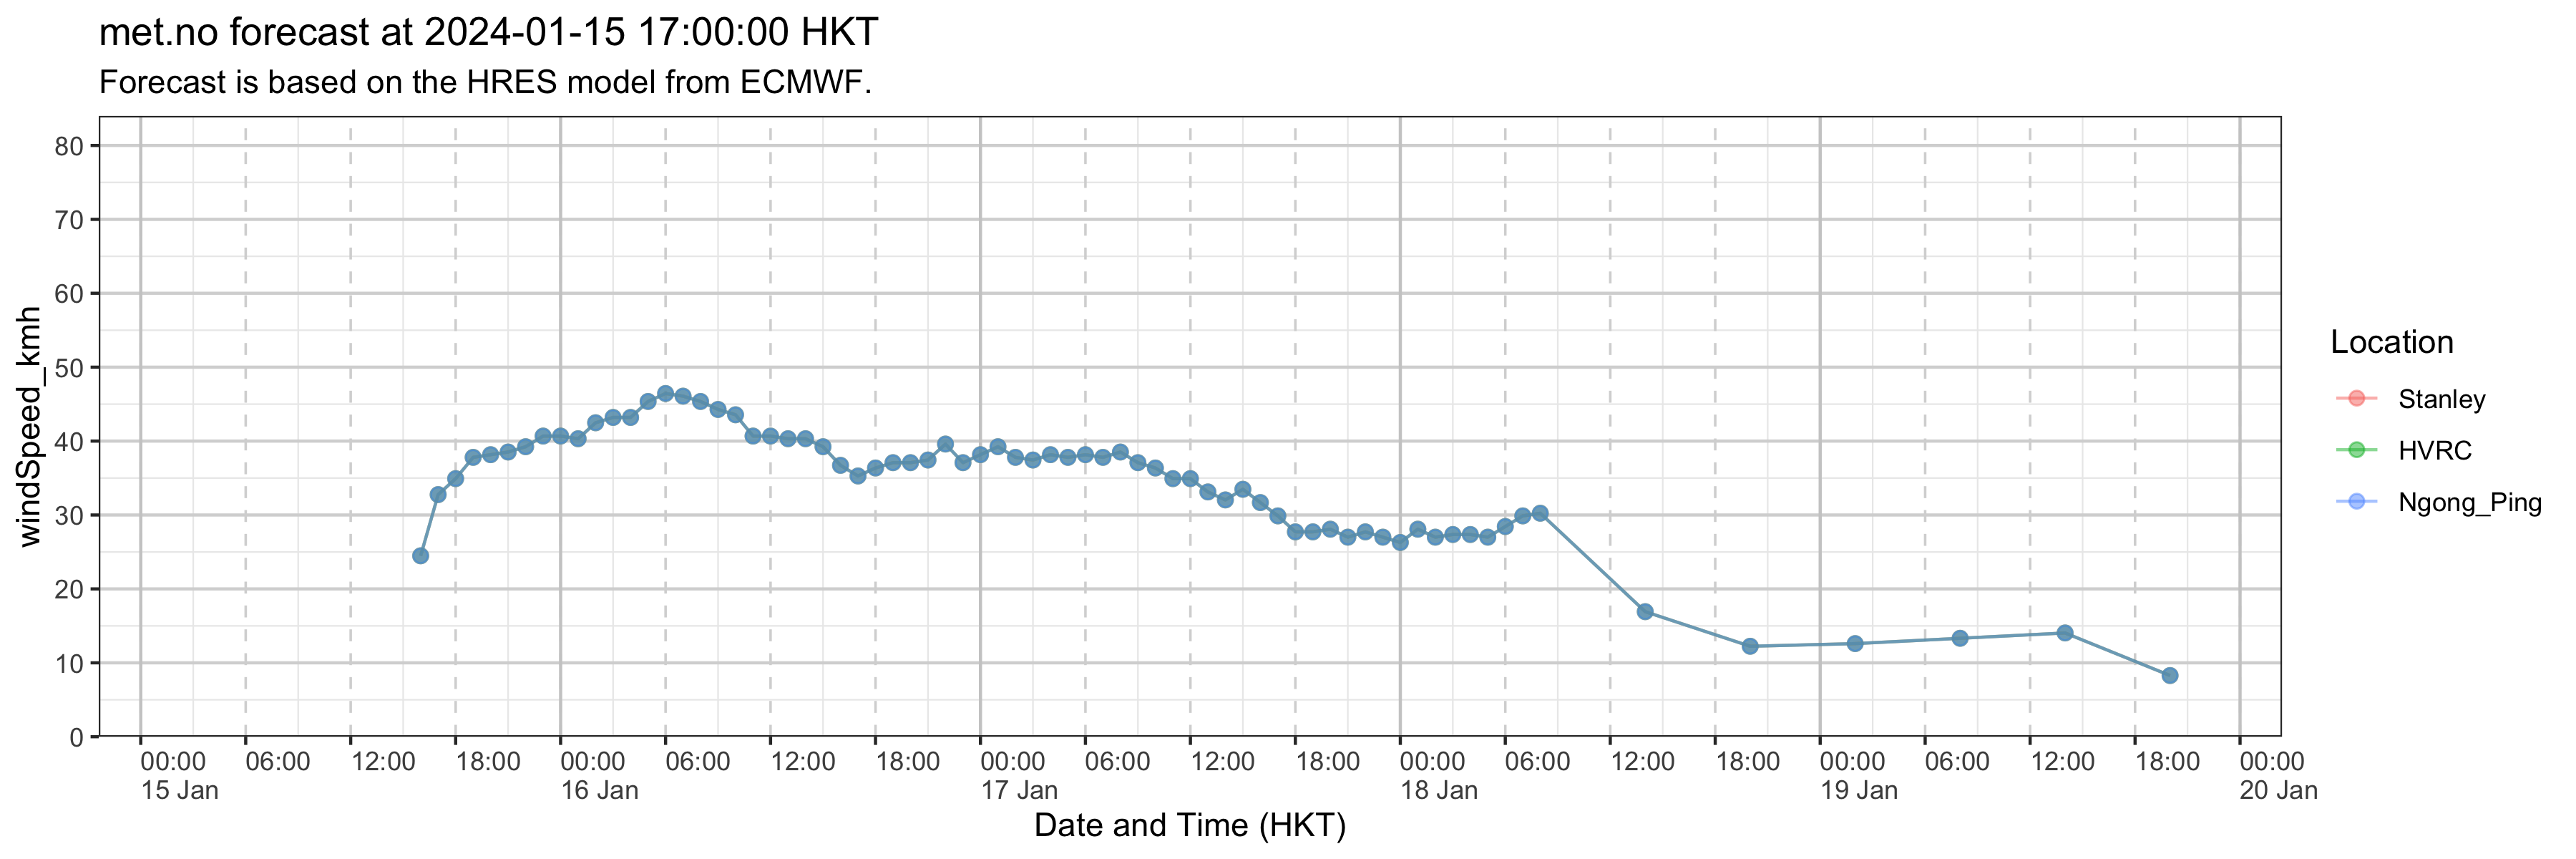 met.no forecast at 2024-01-15 17:00:00 HKT
Forecast is based on the HRES model from ECMWF.
windSpeed_kmh
80
70
60
50
40
30
20
10
0
00:00 06:00 12:00 18:00 00:00 06:00 12:00 18:00 00:00 06:00 12:00 18:00 00:00 06:00 12:00 18:00 00:00 06:00 12:00 18:00 00:00
15 Jan 16 Jan 17 Jan 18 Jan 19 Jan 20 Jan
Date and Time (HKT)
Location
Stanley
HVRC
Ngong_Ping